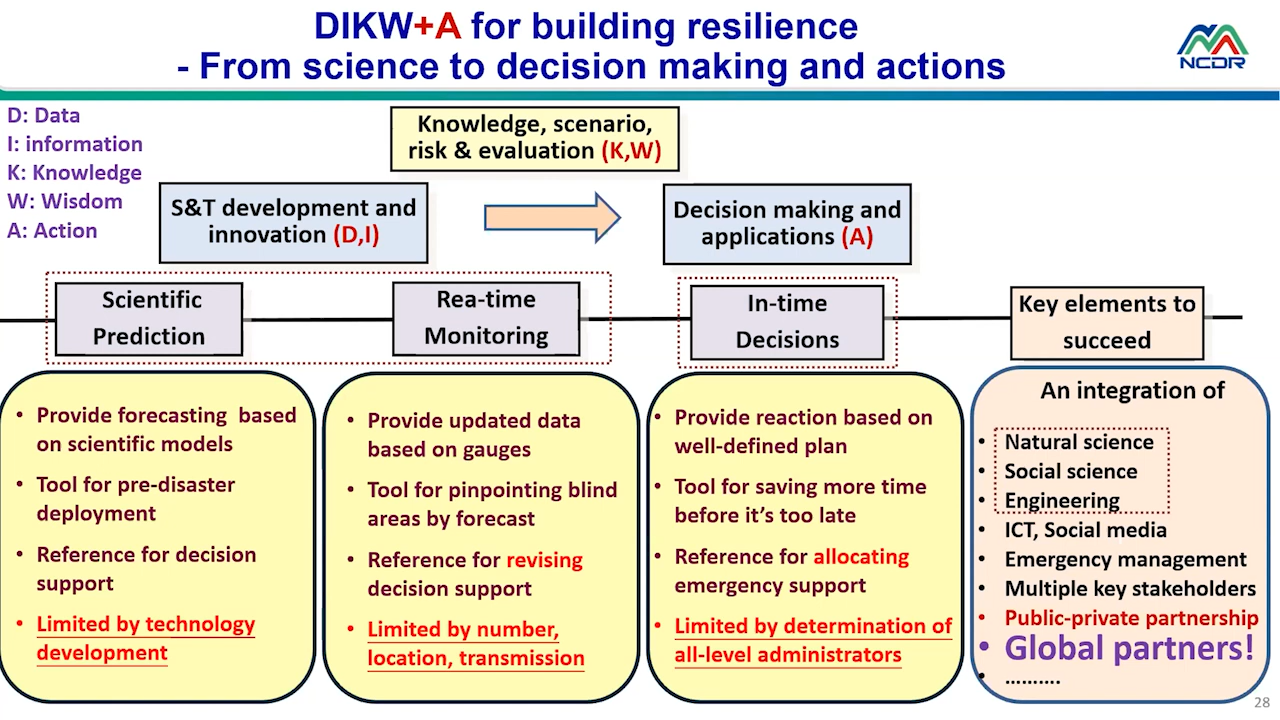 DIKW+A for building resilience
- From science to decision making and actions
NCDR
D: Data
I: information
K: Knowledge
W: Wisdom
A: Action
Knowledge, scenario,
risk & evaluation (K,W)
S&T development and
innovation (D,I)
Decision making and
applications (A)
Scientific
Prediction
Rea-time
Monitoring
In-time
Decisions
Key elements to
succeed
• Provide forecasting based
on scientific models
• Tool for pre-disaster
deployment
• Reference for decision
support
• Limited by technology
development
• Provide updated data
based on gauges
• Tool for pinpointing blind
areas by forecast
• Reference for revising
decision support
• Limited by number,
location, transmission
• Provide reaction based on
well-defined plan
• Tool for saving more time
before it's too late
• Reference for allocating
emergency support
• Limited by determination of
all-level administrators
An integration of
• Natural science
• Social science
• Engineering
• ICT, Social media
• Emergency management
• Multiple key stakeholders
• Public-private partnership
• Global partners!
• ……….
28